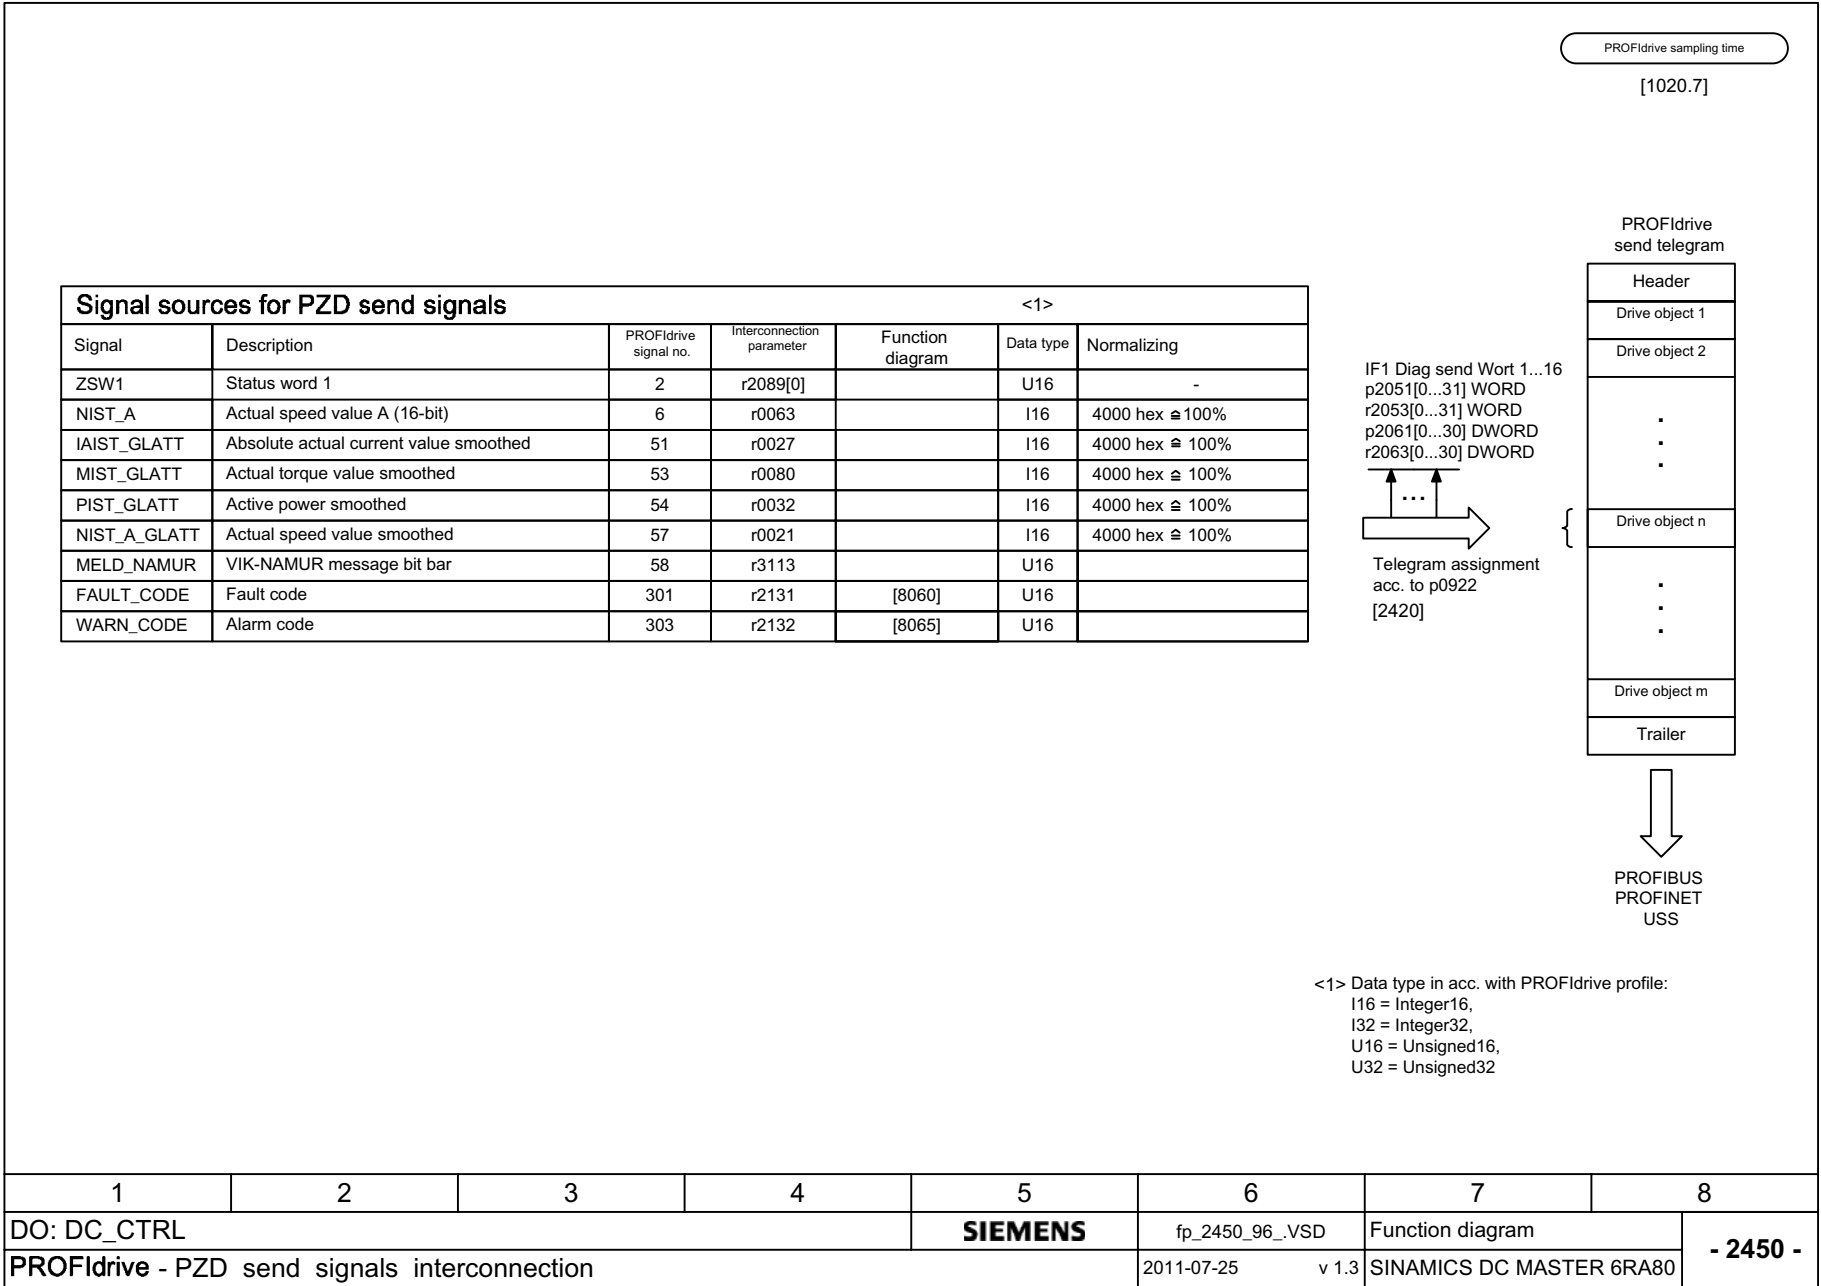 PROFIdrive sampling time
[1020.7]
PROFIdrive
send telegram
Header
Drive object 1
Drive object 2
.
.
.
Drive object n
.
.
.
Drive object m
Trailer
PROFIBUS
PROFINET
USS
Signal sources for PZD send signals <1>
Signal Description PROFIdrive signal no. Interconnection parameter Function diagram Data type Normalizing
ZSW1 Status word 1 2 r2089[0] U16 -
NIST_A Actual speed value A (16-bit) 6 r0063 I16 4000 hex ≙100%
IAIST_GLATT Absolute actual current value smoothed 51 r0027 I16 4000 hex ≙ 100%
MIST_GLATT Actual torque value smoothed 53 r0080 I16 4000 hex ≙ 100%
PIST_GLATT Active power smoothed 54 r0032 I16 4000 hex ≙ 100%
NIST_A_GLATT Actual speed value smoothed 57 r0021 I16 4000 hex ≙ 100%
MELD_NAMUR VIK-NAMUR message bit bar 58 r3113 U16
FAULT_CODE Fault code 301 r2131 [8060] U16
WARN_CODE Alarm code 303 r2132 [8065] U16
IF1 Diag send Wort 1...16
p2051[0...31] WORD
r2053[0...31] WORD
p2061[0...30] DWORD
r2063[0...30] DWORD
...
Telegram assignment
acc. to p0922
[2420]
<1> Data type in acc. with PROFIdrive profile:
I16 = Integer16,
I32 = Integer32,
U16 = Unsigned16,
U32 = Unsigned32
1 2 3 4 5 6 7 8
DO: DC_CTRL SIEMENS fp_2450_96_.VSD Function diagram - 2450 -
PROFIdrive - PZD send signals interconnection 2011-07-25 v 1.3 SINAMICS DC MASTER 6RA80